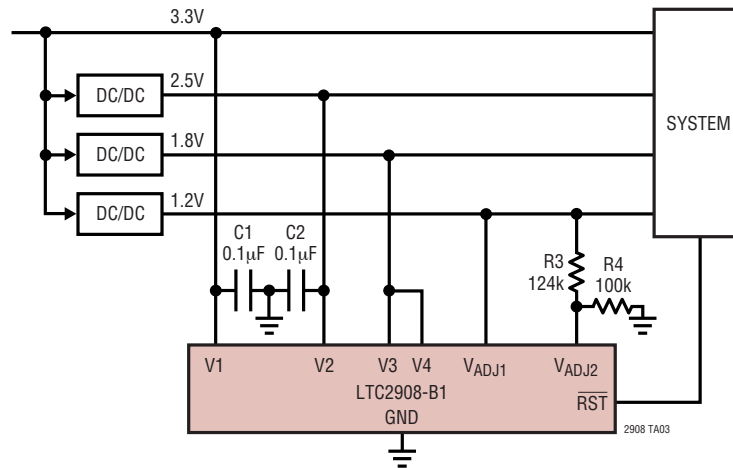 3.3V
2.5V
DC/DC
1.8V
DC/DC
1.2V
DC/DC
SYSTEM
C1
0.1µF
C2
0.1µF
R3
124k
R4
100k
V1
V2
V3
V4
VADJ1
VADJ2
LTC2908-B1
RST
GND
2908 TA03